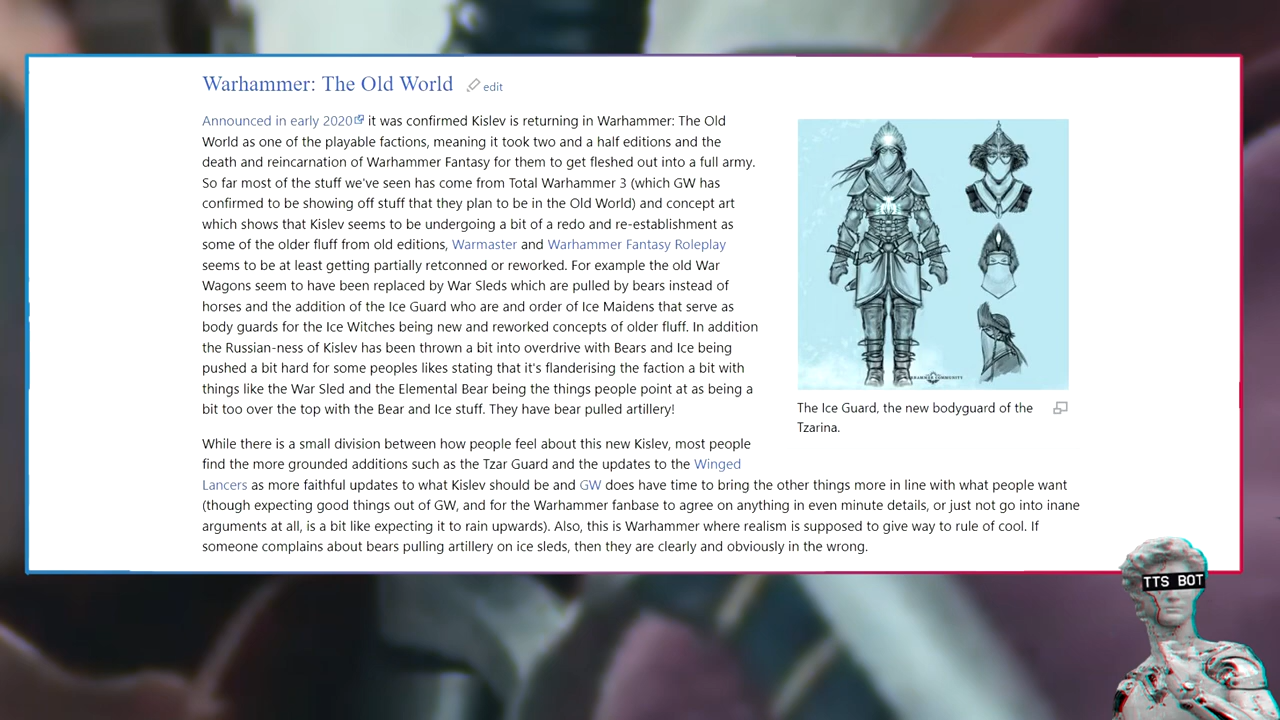 Warhammer: The Old World edit
Announced in early 2020 it was confirmed Kislev is returning in Warhammer: The Old
World as one of the playable factions, meaning it took two and a half editions and the
death and reincarnation of Warhammer Fantasy for them to get fleshed out into a full army.
So far most of the stuff we've seen has come from Total Warhammer 3 (which GW has
confirmed to be showing off stuff that they plan to be in the Old World) and concept art
which shows that Kislev seems to be undergoing a bit of a redo and re-establishment as
some of the older fluff from old editions, Warmaster and Warhammer Fantasy Roleplay
seems to be at least getting partially retconned or reworked. For example the old War
Wagons seem to have been replaced by War Sleds which are pulled by bears instead of
horses and the addition of the Ice Guard who are and order of Ice Maidens that serve as
body guards for the Ice Witches being new and reworked concepts of older fluff. In addition
the Russian-ness of Kislev has been thrown a bit into overdrive with Bears and Ice being
pushed a bit hard for some peoples likes stating that it's flanderising the faction a bit with
things like the War Sled and the Elemental Bear being the things people point at as being a
bit too over the top with the Bear and Ice stuff. They have bear pulled artillery!
WARHAMMER COMMUNITY
The Ice Guard, the new bodyguard of the
Tzarina.
While there is a small division between how people feel about this new Kislev, most people
find the more grounded additions such as the Tzar Guard and the updates to the Winged
Lancers as more faithful updates to what Kislev should be and GW does have time to bring the other things more in line with what people want
(though expecting good things out of GW, and for the Warhammer fanbase to agree on anything in even minute details, or just not go into inane
arguments at all, is a bit like expecting it to rain upwards). Also, this is Warhammer where realism is supposed to give way to rule of cool. If
someone complains about bears pulling artillery on ice sleds, then they are clearly and obviously in the wrong.
TTS BOT